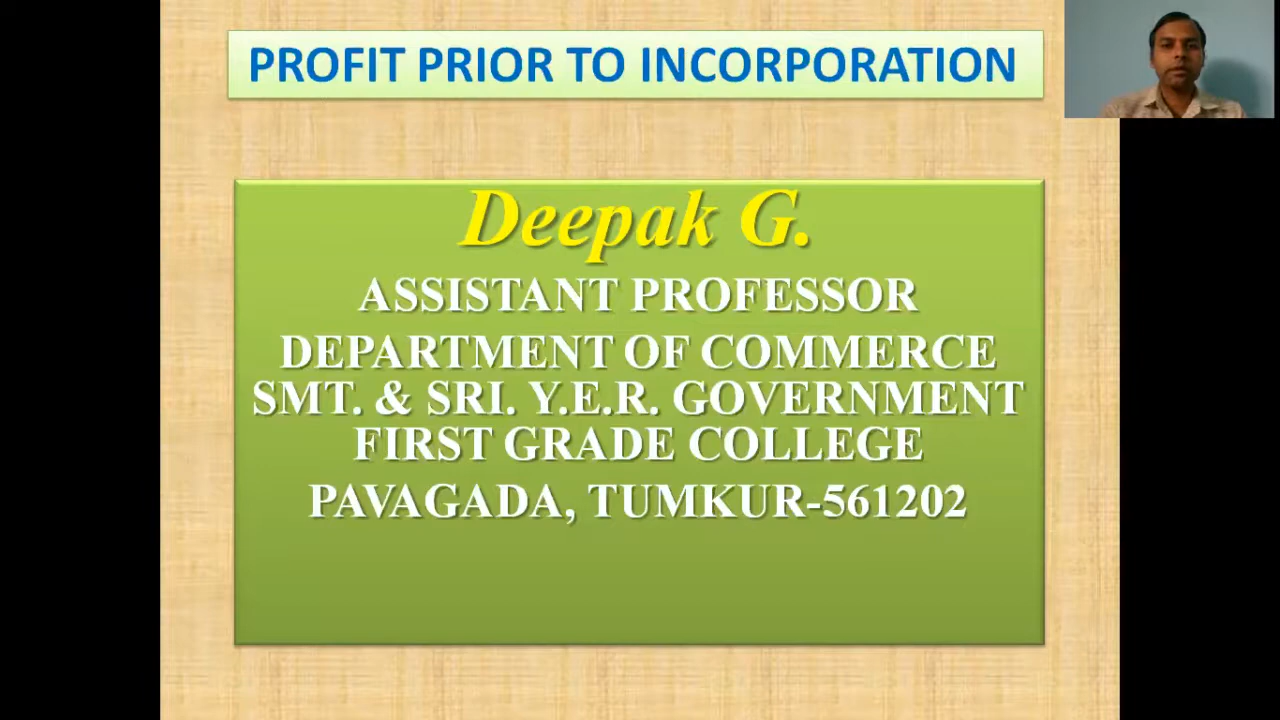 PROFIT PRIOR TO INCORPORATION
Deepak G.
ASSISTANT PROFESSOR
DEPARTMENT OF COMMERCE
SMT. & SRI. Y.E.R. GOVERNMENT
FIRST GRADE COLLEGE
PAVAGADA, TUMKUR-561202